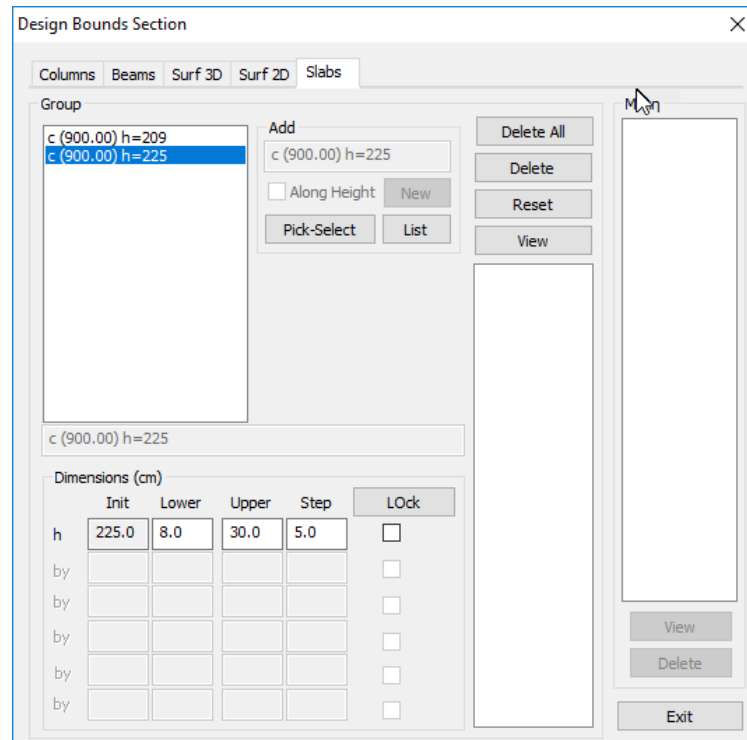 Design Bounds Section
Columns Beams Surf 3D Surf 2D Slabs
Group
c (900.00) h=209
c (900.00) h=225
Add
c (900.00) h=225
Along Height New
Pick-Select List
Delete All
Delete
Reset
View
c (900.00) h=225
Dimensions (cm)
Init Lower Upper Step LOck
h 225.0 8.0 30.0 5.0
by
by
by
by
by
View
Delete
Exit